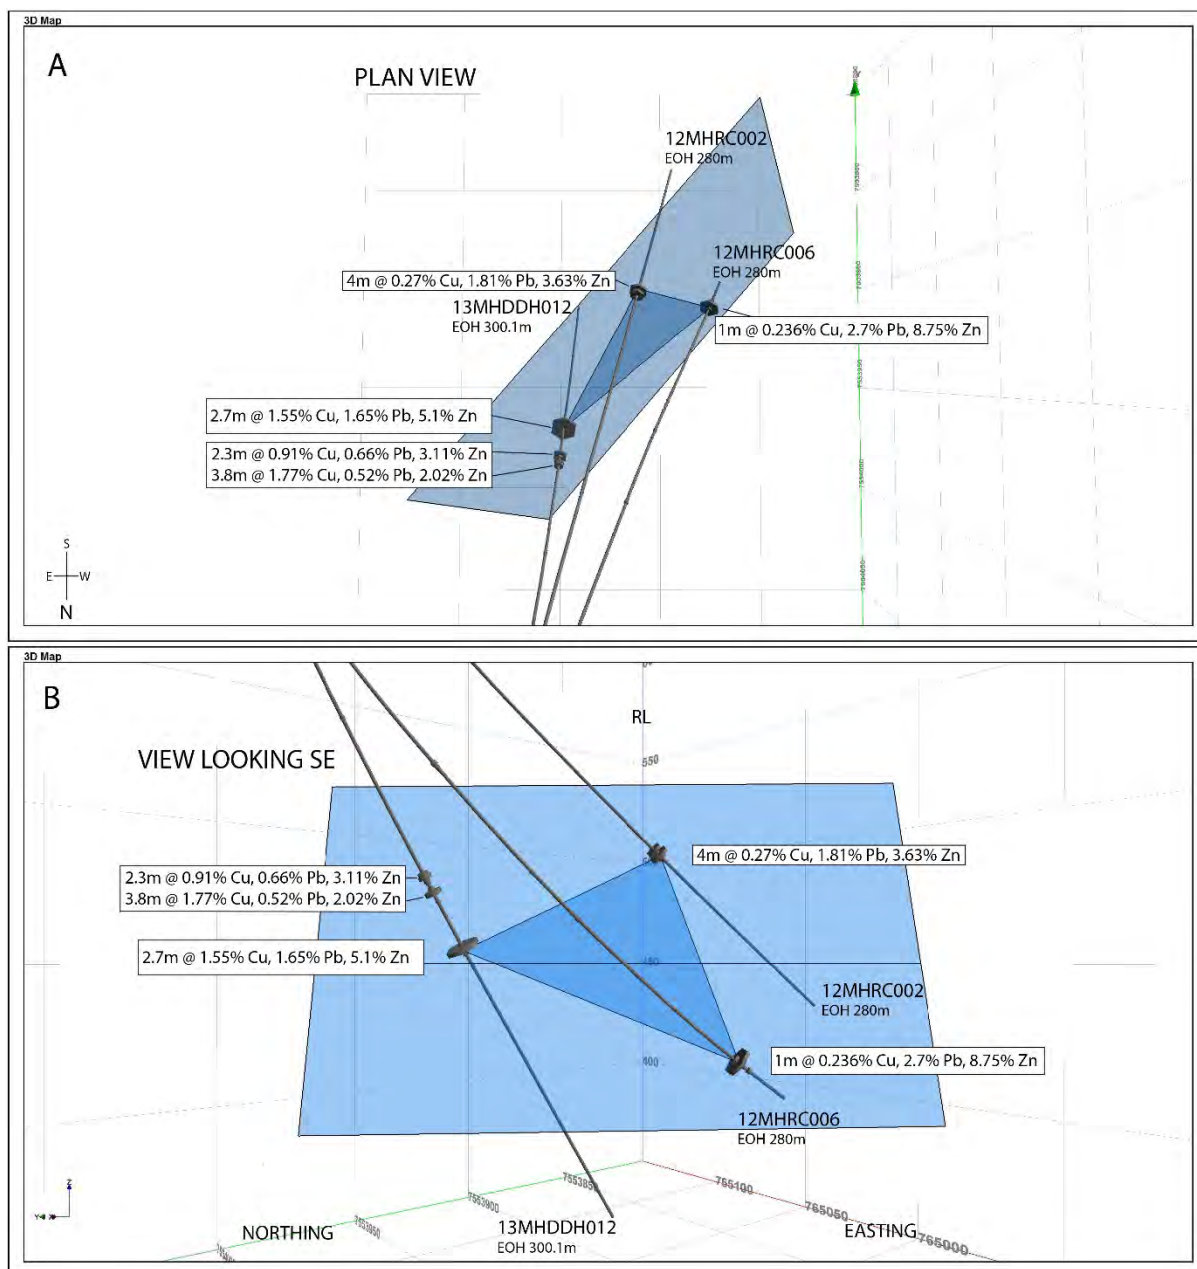 3D Map
A
PLAN VIEW
12MHRC002
EOH 280m
12MHRC006
EOH 280m
4m @ 0.27% Cu, 1.81% Pb, 3.63% Zn
13MHDDH012
EOH 300.1m
1m @ 0.236% Cu, 2.7% Pb, 8.75% Zn
2.7m @ 1.55% Cu, 1.65% Pb, 5.1% Zn
2.3m @ 0.91% Cu, 0.66% Pb, 3.11% Zn
3.8m @ 1.77% Cu, 0.52% Pb, 2.02% Zn
S
E W
N
3D Map
B
RL
VIEW LOOKING SE
550
4m @ 0.27% Cu, 1.81% Pb, 3.63% Zn
2.3m @ 0.91% Cu, 0.66% Pb, 3.11% Zn
3.8m @ 1.77% Cu, 0.52% Pb, 2.02% Zn
2.7m @ 1.55% Cu, 1.65% Pb, 5.1% Zn
12MHRC002
EOH 280m
400
1m @ 0.236% Cu, 2.7% Pb, 8.75% Zn
12MHRC006
EOH 280m
Z
7553850
7553900
7553950
755100
765050
765000
NORTHING
EASTING
13MHDDH012
EOH 300.1m